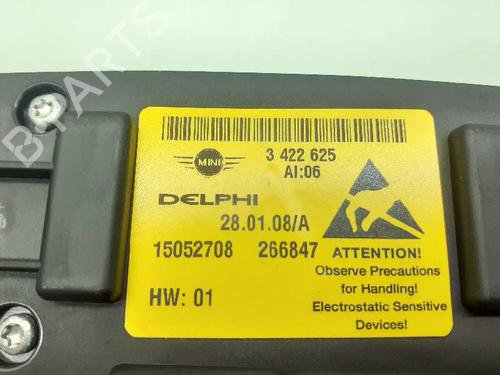 B-PARTS
MINI
3 422 625
AI:06
DELPHI
28.01.08/A
15052708 266847
HW: 01
ATTENTION!
Observe Precautions
for Handling!
Electrostatic Sensitive
Devices!